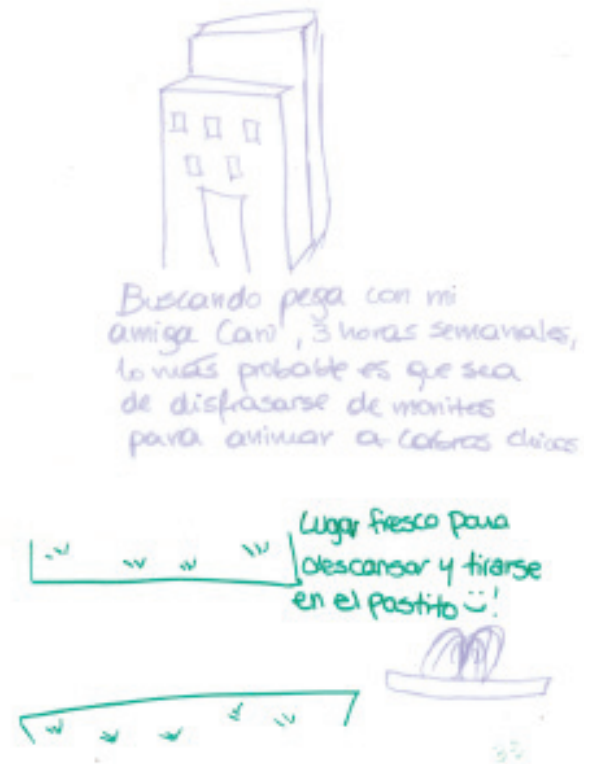 Buscando pega con mi
amiga Caro, 3 horas semanales,
lo más probable es que sea
de disfrasarse de monitos
para animar a cabros chicos
Lugar fresco para
descansar y tirarse
en el pastito :)!